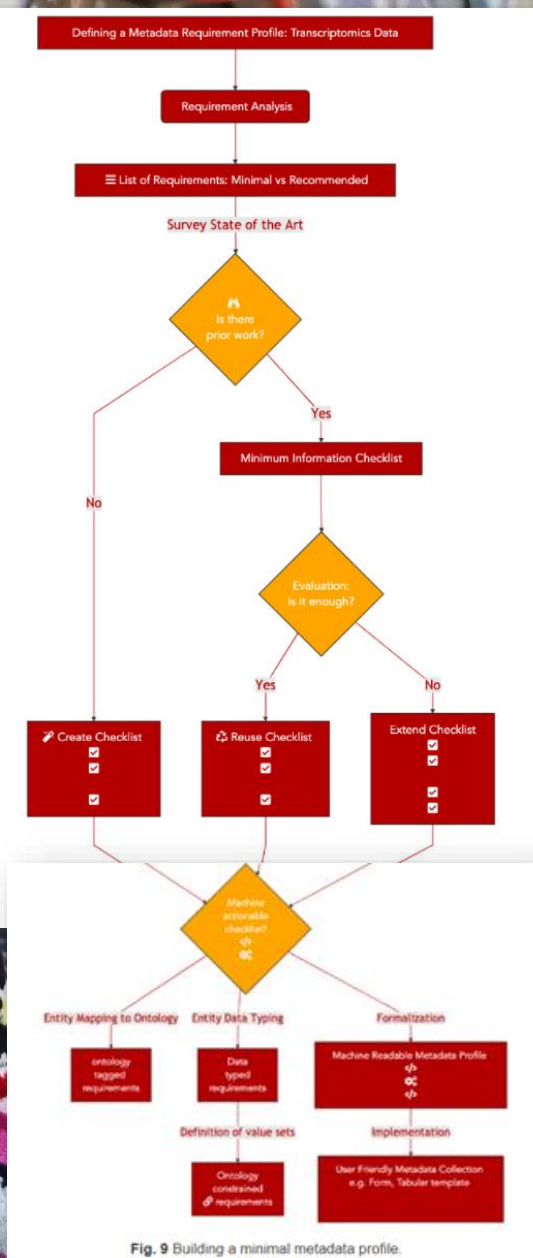 Defining a Metadata Requirement Profile: Transcriptomics Data
Requirement Analysis
List of Requirements: Minimal vs Recommended
Survey State of the Art
Is there
prior work?
Yes
No
Minimum Information Checklist
Evaluation:
is it enough?
Yes
No
Create Checklist
Reuse Checklist
Extend Checklist
Machine
actionable
checklist?
</>
Entity Mapping to Ontology
Entity Data Typing
Formalization
ontology
tagged
requirements
Data
typed
requirements
Machine Readable Metadata Profile
</>
</>
Definition of value sets
Implementation
Ontology
constrained
requirements
User Friendly Metadata Collection
e.g. Form, Tabular template
Fig. 9 Building a minimal metadata profile.